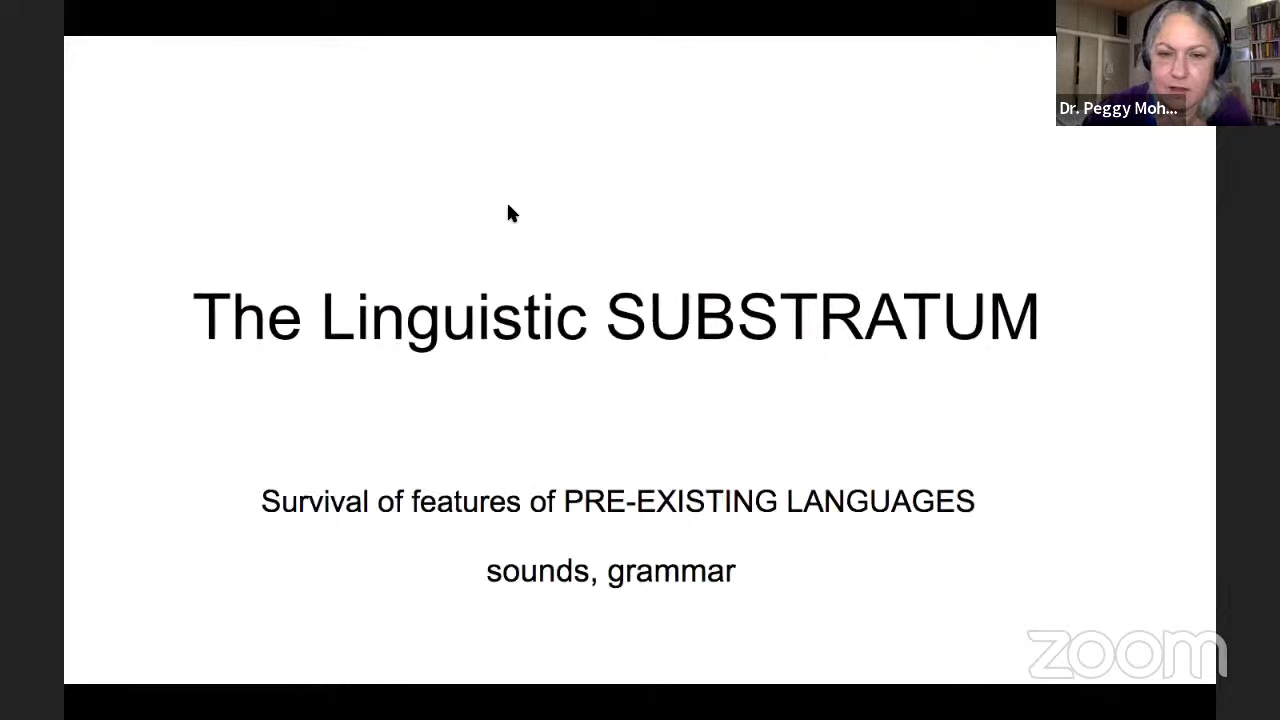 Dr. Peggy Moh...
The Linguistic SUBSTRATUM
Survival of features of PRE-EXISTING LANGUAGES
sounds, grammar
zoom